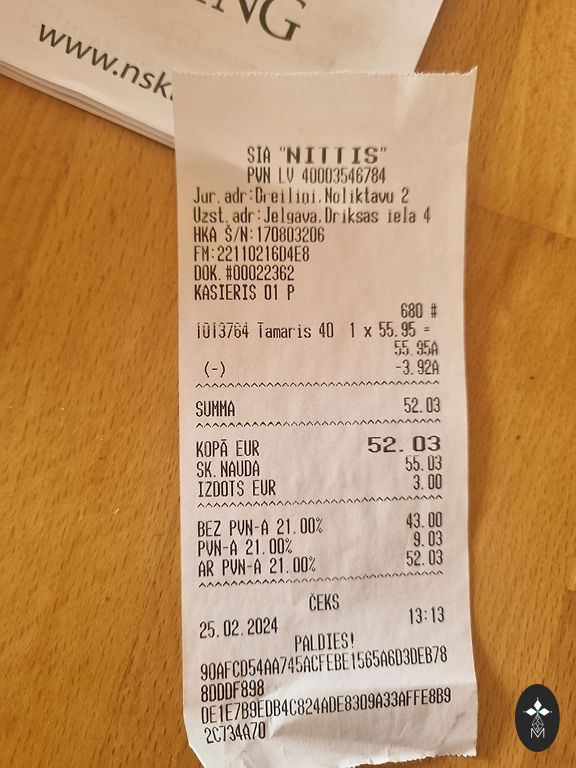 NG
www.nsk
SIA "NITTIS"
PVN LV 40003546784
Jur.adr:Dreiliņi.Noliktavu 2
Uzst.adr:Jelgava.Driksas iela 4
HKA Š/N:170803206
FM:22110216D4E8
DOK.#00022362
KASIERIS 01 P
680 #
1013764 Tamaris 40 1 x 55.95 =
55.95A
(-) -3.92A
SUMMA 52.03
KOPĀ EUR 52.03
SK.NAUDA 55.03
IZDOTS EUR 3.00
BEZ PVN-A 21.00% 43.00
PVN-A 21.00% 9.03
AR PVN-A 21.00% 52.03
ČEKS
25.02.2024 13:13
PALDIES!
90AFCD54AA745ACFEBE1565A6D3DEB78
8DDDF898
DE1E7B9EDB4C824ADE8309A33AFFE8B9
2C734A70